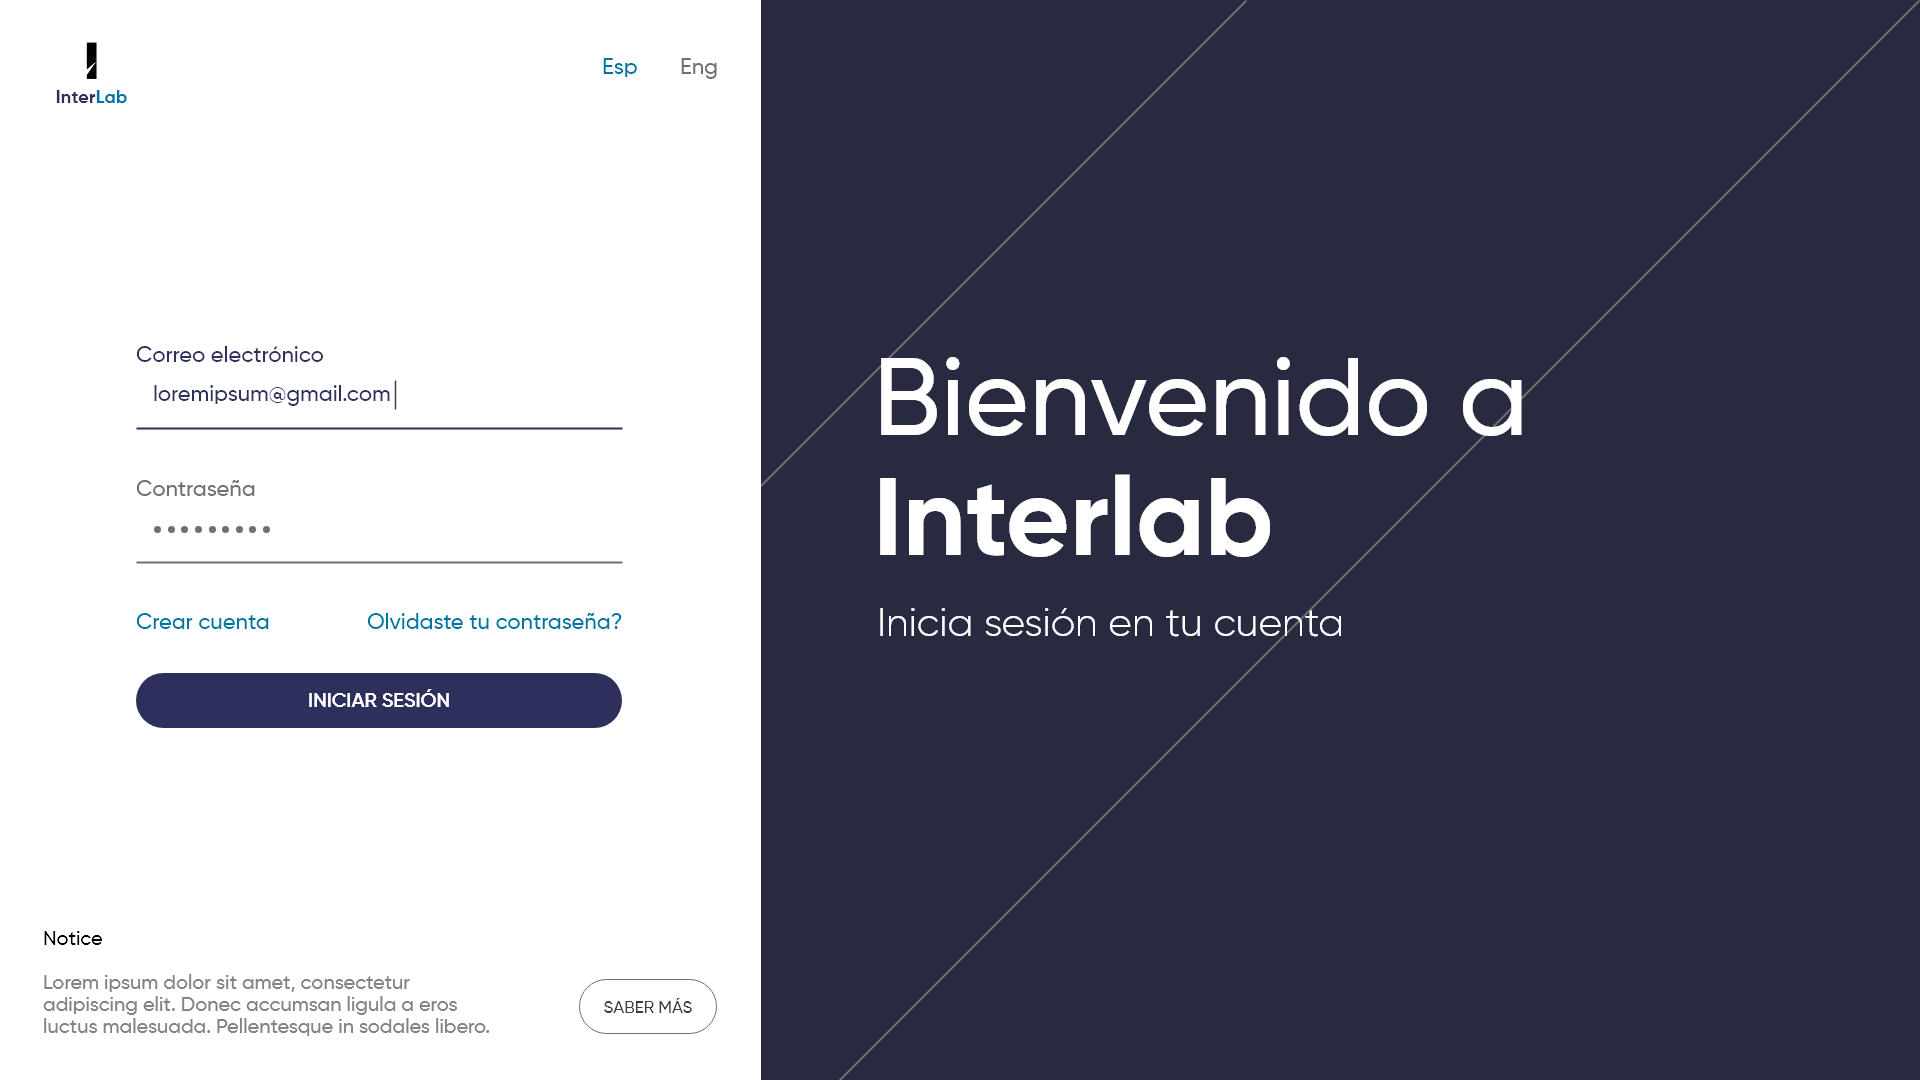 InterLab
Esp
Eng
Correo electrónico
loremipsum@gmail.com
Contraseña
•••••••••
Crear cuenta
Olvidaste tu contraseña?
INICIAR SESIÓN
Notice
Lorem ipsum dolor sit amet, consectetur
adipiscing elit. Donec accumsan ligula a eros
luctus malesuada. Pellentesque in sodales libero.
SABER MÁS
Bienvenido a
Interlab
Inicia sesión en tu cuenta